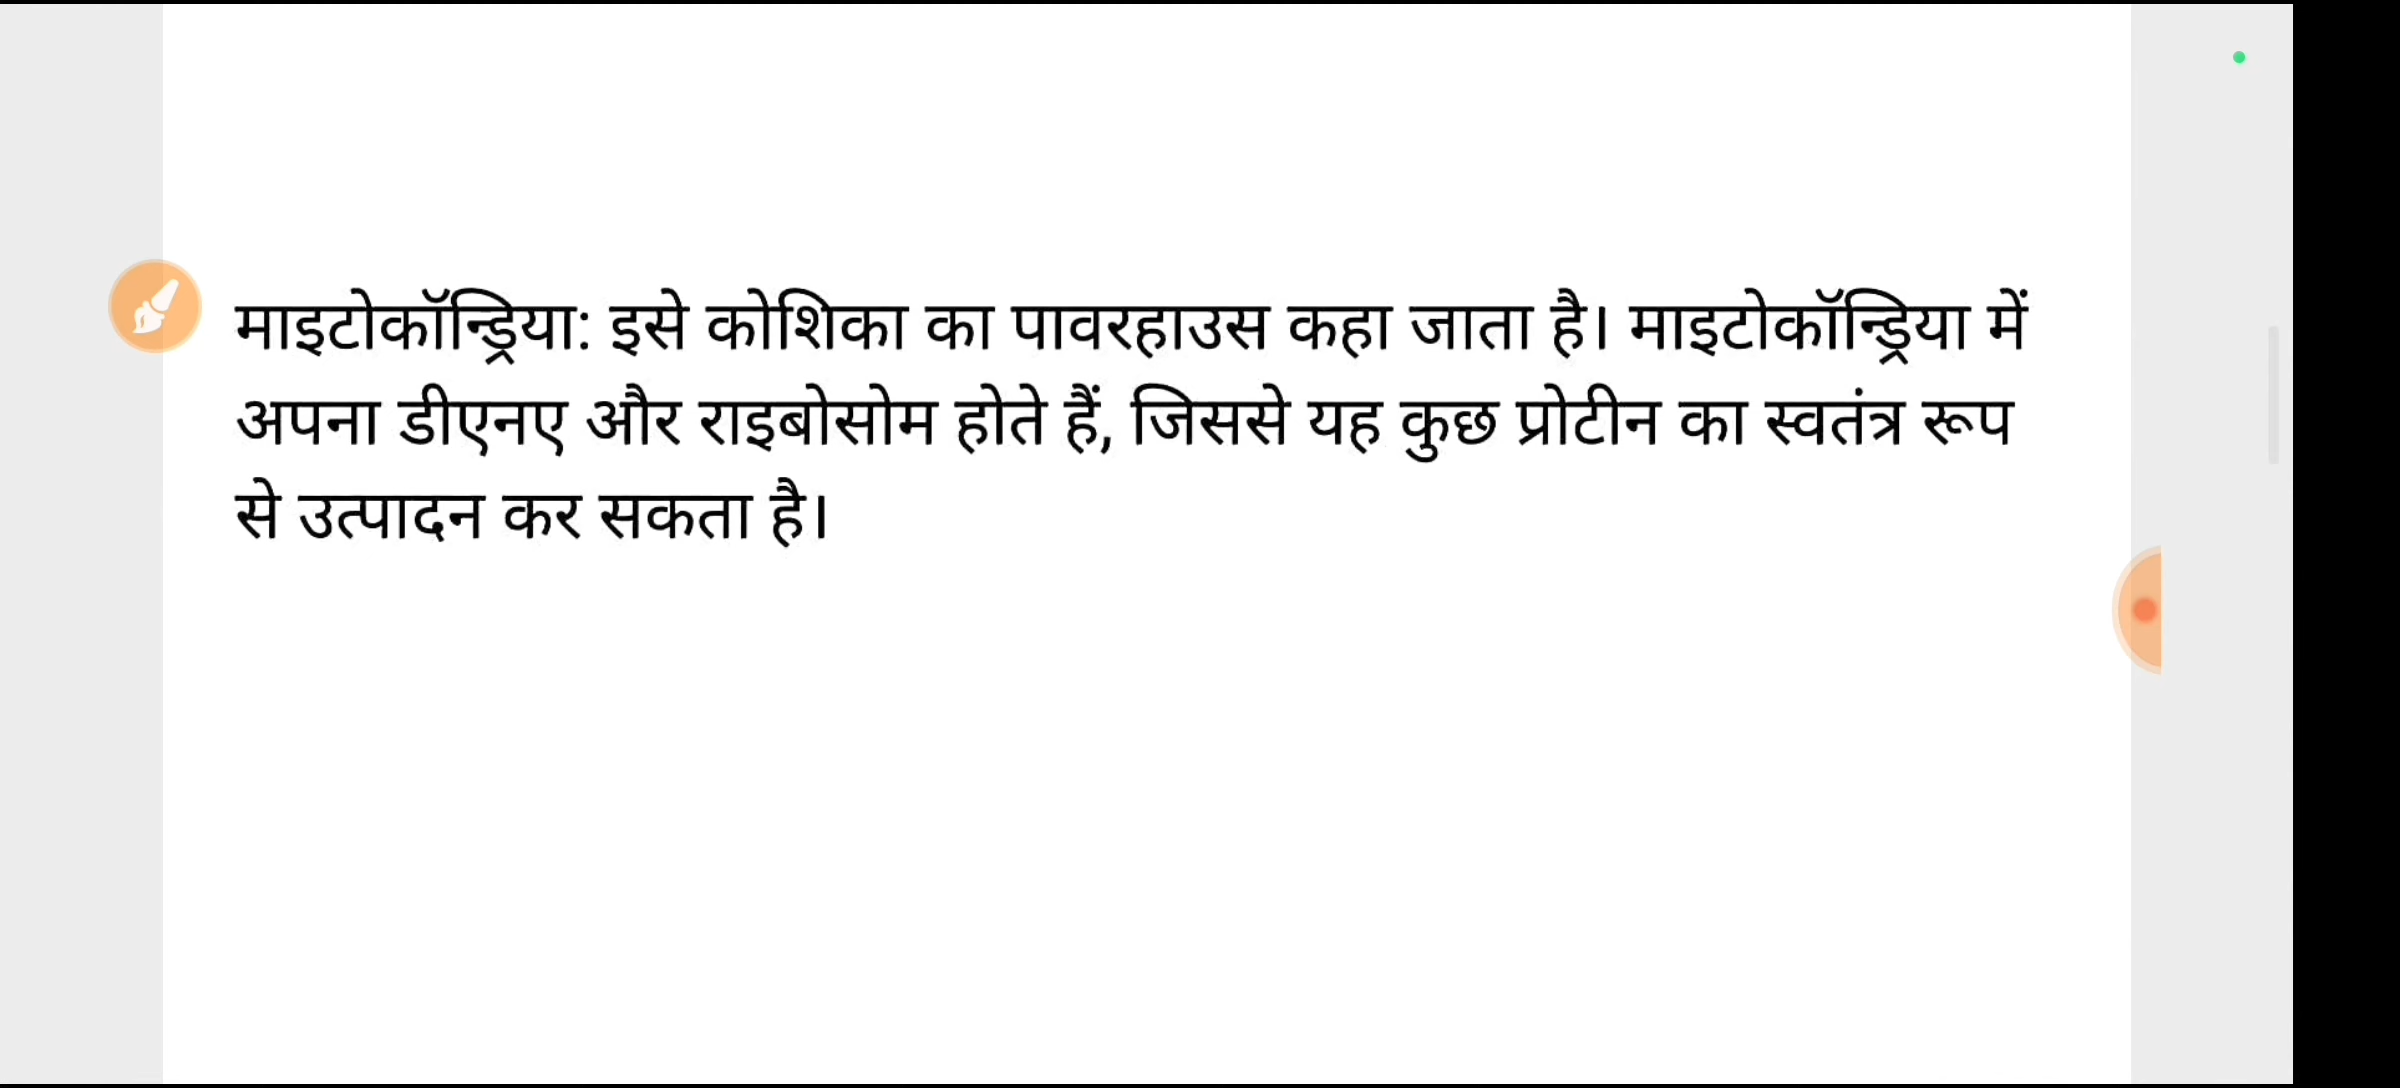 माइटोकॉन्ड्रिया: इसे कोशिका का पावरहाउस कहा जाता है। माइटोकॉन्ड्रिया में
अपना डीएनए और राइबोसोम होते हैं, जिससे यह कुछ प्रोटीन का स्वतंत्र रूप
से उत्पादन कर सकता है।